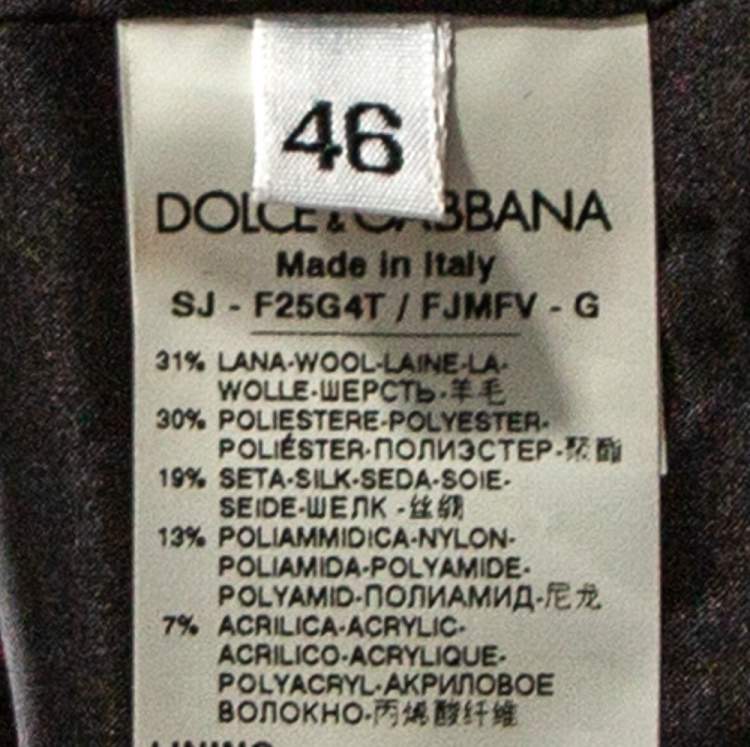 46
DOLCE & GABBANA
Made in Italy
SJ - F25G4T / FJMFV - G
31% LANA-WOOL-LAINE-LA-
WOLLE-ШЕРСТЬ-羊毛
30% POLIESTERE-POLYESTER-
POLIÉSTER-ПОЛИЭСТЕР-聚酯
19% SETA-SILK-SEDA-SOIE-
SEIDE-ШЕЛК -丝绸
13% POLIAMMIDICA-NYLON-
POLIAMIDA-POLYAMIDE-
POLYAMID-ПОЛИАМИД-尼龙
7% ACRILICA-ACRYLIC-
ACRILICO-ACRYLIQUE-
POLYACRYL-АКРИЛОВОЕ
ВОЛОКНО-丙烯酸纤维
LINING